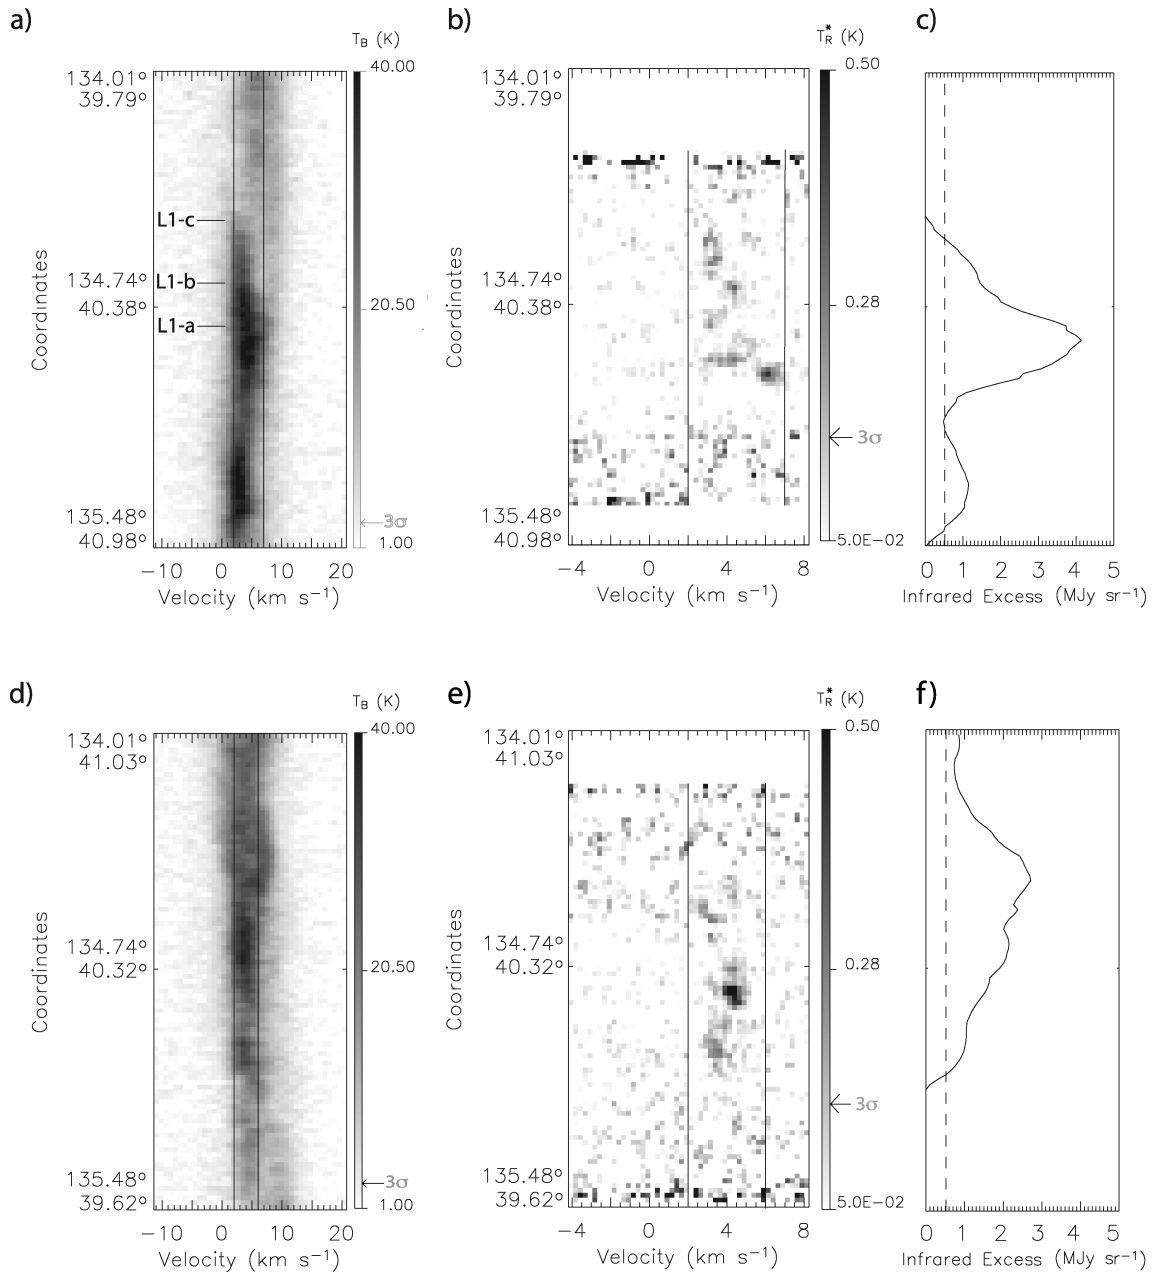 a)
b)
c)
T_B (K)
T_R^* (K)
134.01°
39.79°
40.00
134.01°
39.79°
0.50
L1-c
L1-b
L1-a
134.74°
40.38°
20.50
134.74°
40.38°
0.28
Coordinates
Coordinates
3σ
3σ
135.48°
40.98°
1.00
135.48°
40.98°
5.0E-02
-10 0 10 20
-4 0 4 8
0 1 2 3 4 5
Velocity (km s⁻¹)
Velocity (km s⁻¹)
Infrared Excess (MJy sr⁻¹)
d)
e)
f)
T_B (K)
T_R^* (K)
134.01°
41.03°
40.00
134.01°
41.03°
0.50
134.74°
40.32°
20.50
134.74°
40.32°
0.28
Coordinates
Coordinates
3σ
3σ
135.48°
39.62°
1.00
135.48°
39.62°
5.0E-02
-10 0 10 20
-4 0 4 8
0 1 2 3 4 5
Velocity (km s⁻¹)
Velocity (km s⁻¹)
Infrared Excess (MJy sr⁻¹)